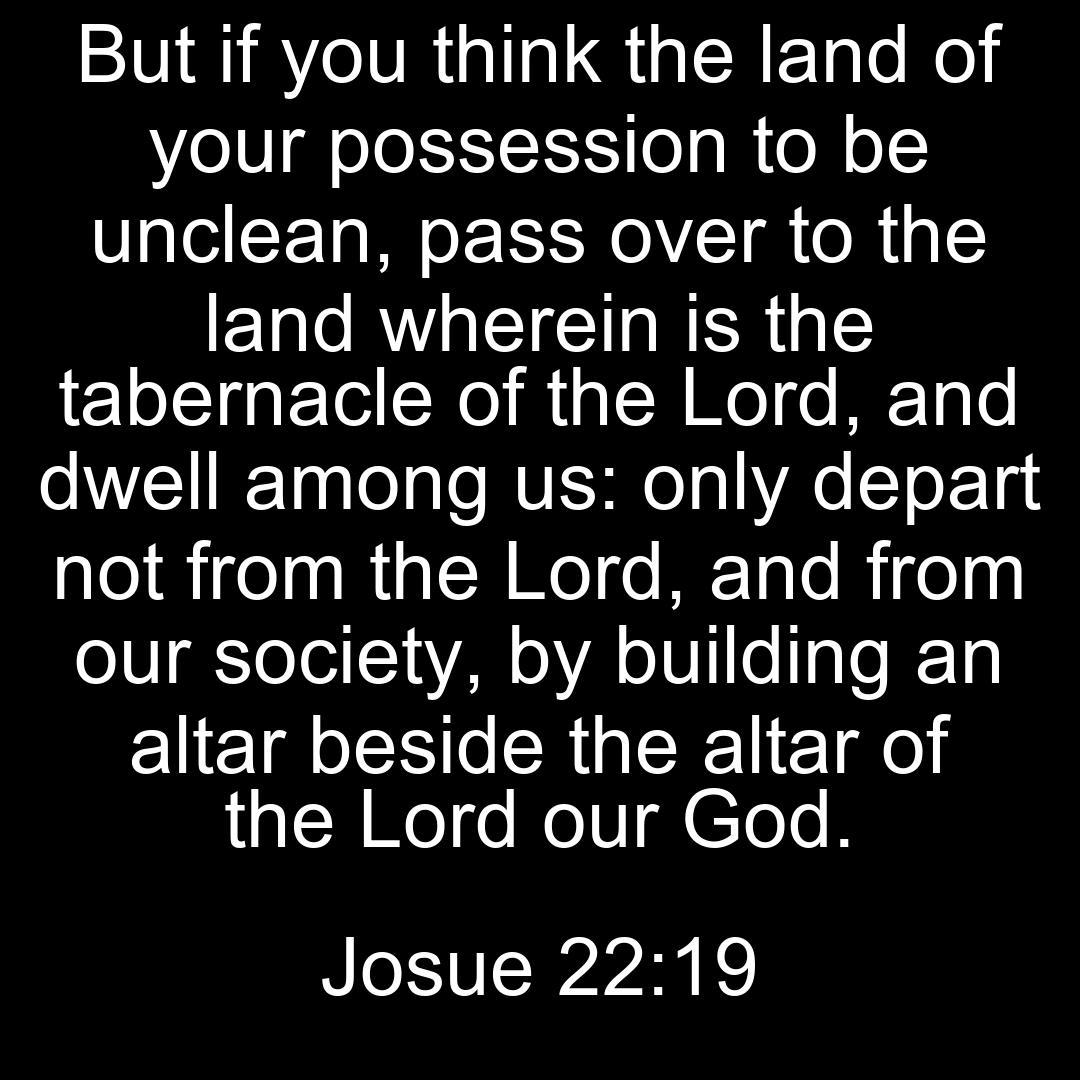 But if you think the land of
your possession to be
unclean, pass over to the
land wherein is the
tabernacle of the Lord, and
dwell among us: only depart
not from the Lord, and from
our society, by building an
altar beside the altar of
the Lord our God.
Josue 22:19